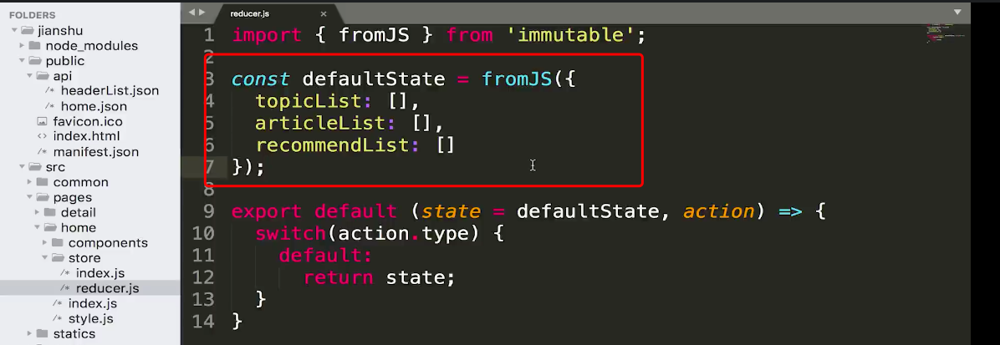 FOLDERS
jianshu
node_modules
public
api
headerList.json
home.json
favicon.ico
index.html
manifest.json
src
common
pages
detail
home
components
store
index.js
reducer.js
index.js
style.js
statics
reducer.js
1 import { fromJS } from 'immutable';
2
3 const defaultState = fromJS({
4 topicList: [],
5 articleList: [],
6 recommendList: []
7 });
8
9 export default (state = defaultState, action) => {
10 switch(action.type) {
11 default:
12 return state;
13 }
14 }